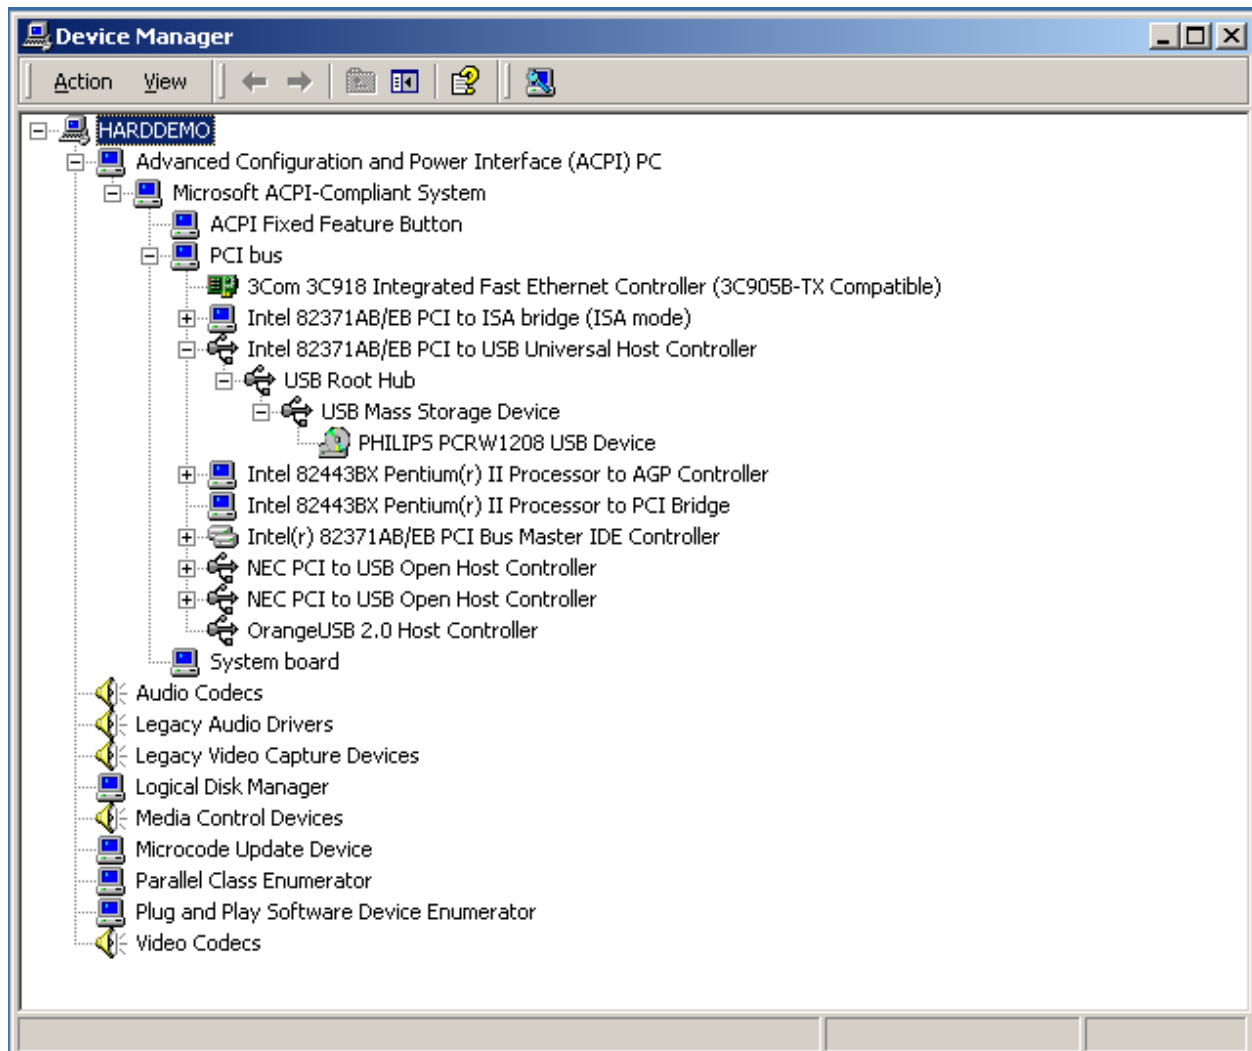 Device Manager
Action View
HARDDEMO
Advanced Configuration and Power Interface (ACPI) PC
Microsoft ACPI-Compliant System
ACPI Fixed Feature Button
PCI bus
3Com 3C918 Integrated Fast Ethernet Controller (3C905B-TX Compatible)
Intel 82371AB/EB PCI to ISA bridge (ISA mode)
Intel 82371AB/EB PCI to USB Universal Host Controller
USB Root Hub
USB Mass Storage Device
PHILIPS PCRW1208 USB Device
Intel 82443BX Pentium(r) II Processor to AGP Controller
Intel 82443BX Pentium(r) II Processor to PCI Bridge
Intel(r) 82371AB/EB PCI Bus Master IDE Controller
NEC PCI to USB Open Host Controller
NEC PCI to USB Open Host Controller
OrangeUSB 2.0 Host Controller
System board
Audio Codecs
Legacy Audio Drivers
Legacy Video Capture Devices
Logical Disk Manager
Media Control Devices
Microcode Update Device
Parallel Class Enumerator
Plug and Play Software Device Enumerator
Video Codecs